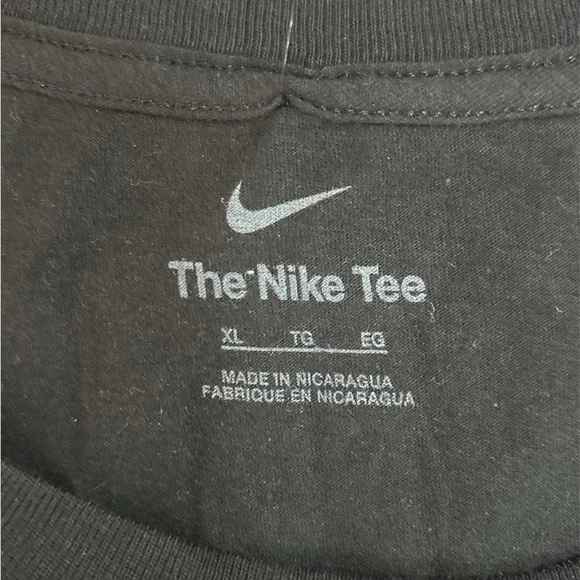 The Nike Tee
XL TG EG
MADE IN NICARAGUA
FABRIQUE EN NICARAGUA